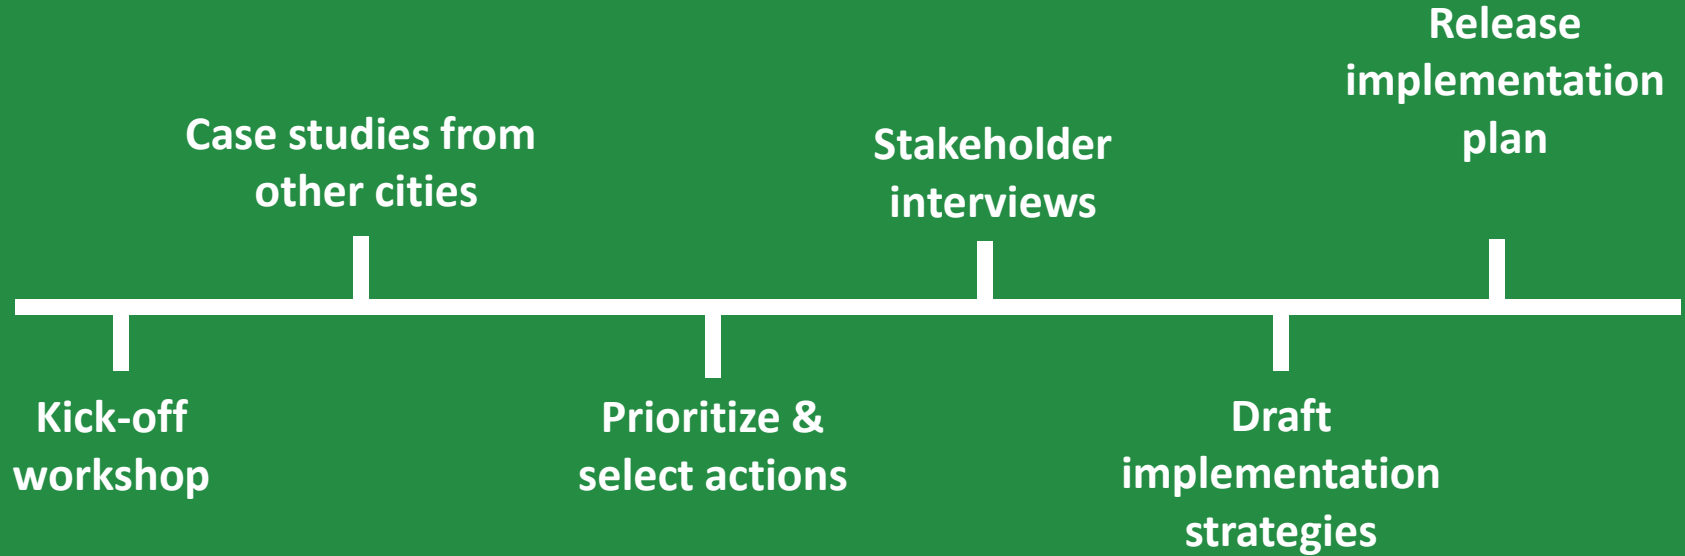 Kick-off
workshop
Case studies from
other cities
Prioritize &
select actions
Stakeholder
interviews
Draft
implementation
strategies
Release
implementation
plan